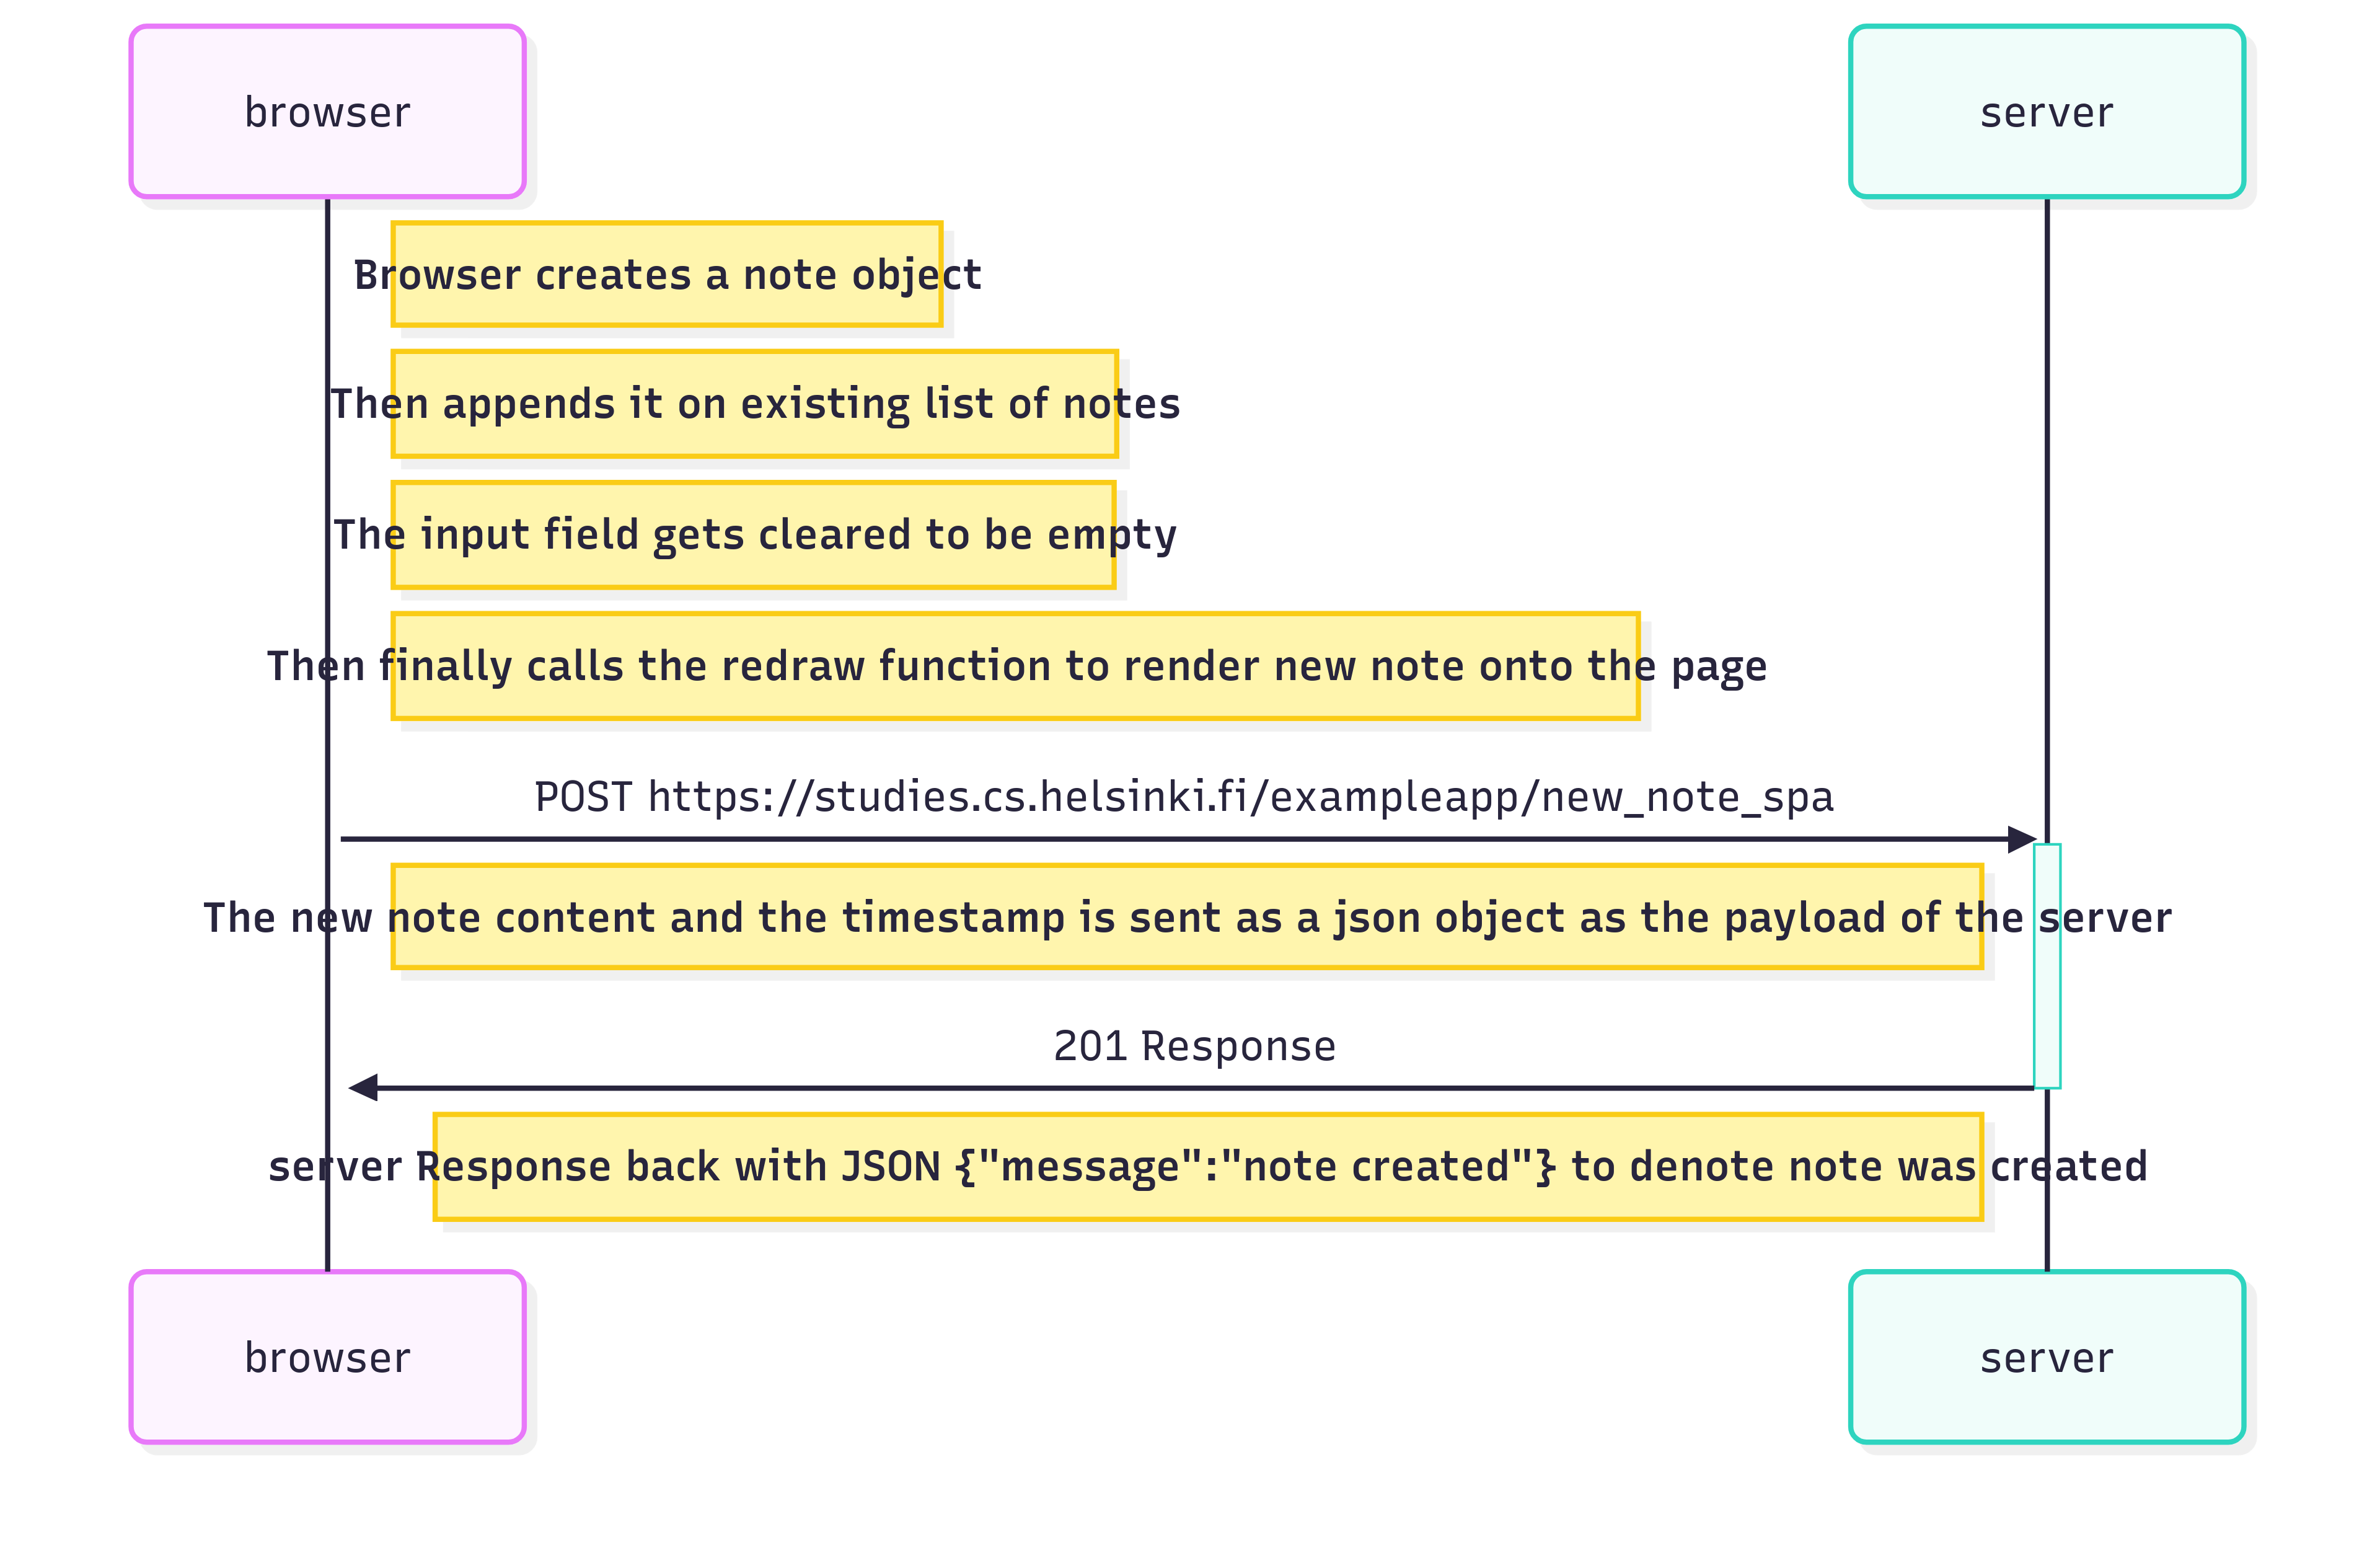 browser
server
Browser creates a note object
Then appends it on existing list of notes
The input field gets cleared to be empty
Then finally calls the redraw function to render new note onto the page
POST https://studies.cs.helsinki.fi/exampleapp/new_note_spa
The new note content and the timestamp is sent as a json object as the payload of the server
201 Response
server Response back with JSON {"message":"note created"} to denote note was created
browser
server